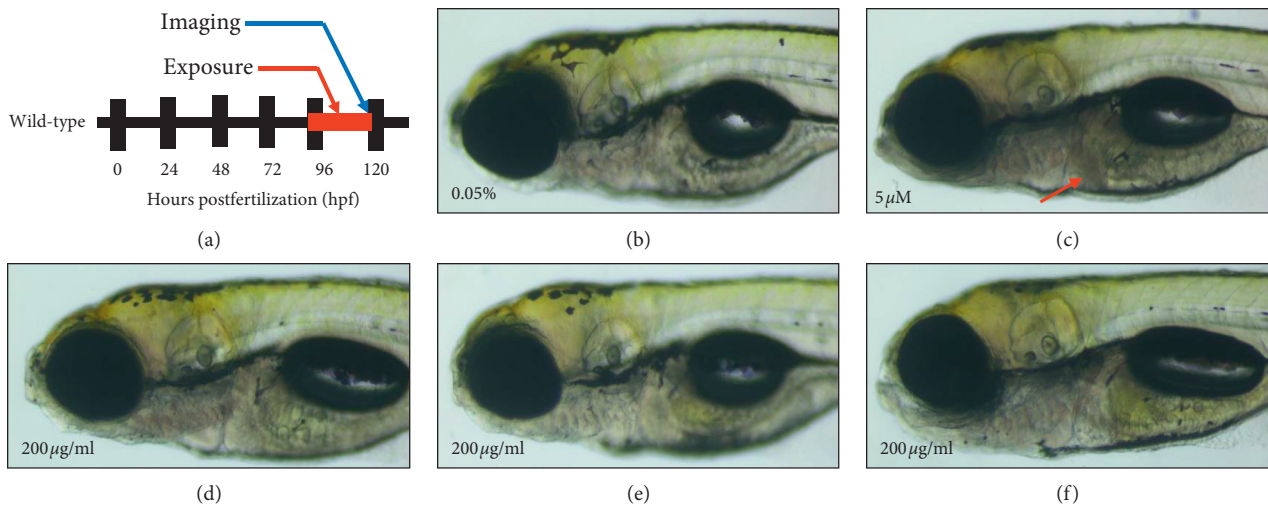 Imaging
Exposure
Wild-type
0 24 48 72 96 120
Hours postfertilization (hpf)
(a)
0.05%
(b)
5 μM
(c)
200 μg/ml
(d)
200 μg/ml
(e)
200 μg/ml
(f)